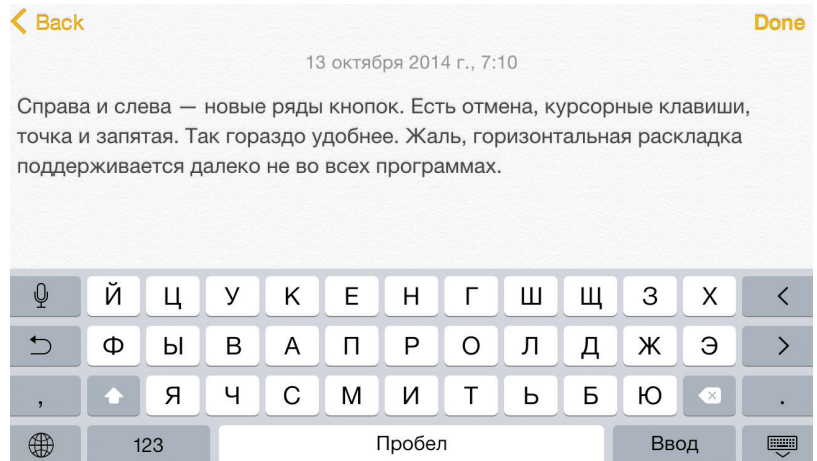 Back Done
13 октября 2014 г., 7:10
Справа и слева — новые ряды кнопок. Есть отмена, курсорные клавиши,
точка и запятая. Так гораздо удобнее. Жаль, горизонтальная раскладка
поддерживается далеко не во всех программах.
Й Ц У К Е Н Г Ш Щ З Х <
Ф Ы В А П Р О Л Д Ж Э >
, Я Ч С М И Т Ь Б Ю .
123 Пробел Ввод